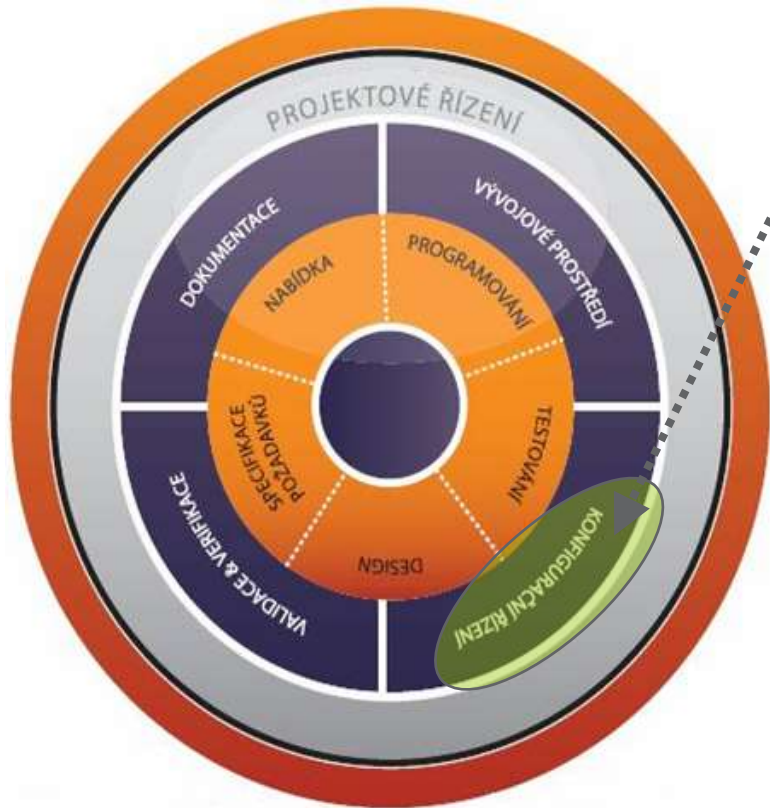 PROJEKTOVÉ ŘÍZENÍ
DOKUMENTACE
VÝVOJOVÉ PROSTŘEDÍ
NABÍDKA
PROGRAMOVÁNÍ
SPECIFIKACE
POŽADAVKŮ
TESTOVÁNÍ
DESIGN
VALIDACE & VERIFIKACE
KONFIGURAČNÍ ŘÍZENÍ